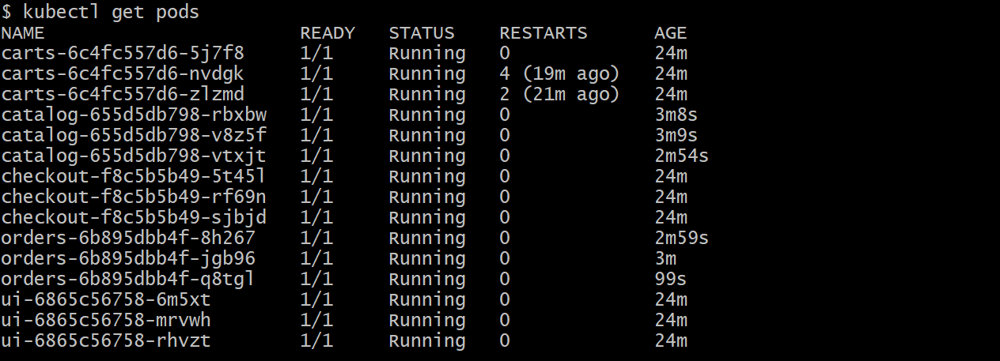 $ kubectl get pods
NAME READY STATUS RESTARTS AGE
carts-6c4fc557d6-5j7f8 1/1 Running 0 24m
carts-6c4fc557d6-nvdgk 1/1 Running 4 (19m ago) 24m
carts-6c4fc557d6-zlzmd 1/1 Running 2 (21m ago) 24m
catalog-655d5db798-rbxbw 1/1 Running 0 3m8s
catalog-655d5db798-v8z5f 1/1 Running 0 3m9s
catalog-655d5db798-vtxjt 1/1 Running 0 2m54s
checkout-f8c5b5b49-5t45l 1/1 Running 0 24m
checkout-f8c5b5b49-rf69n 1/1 Running 0 24m
checkout-f8c5b5b49-sjbjd 1/1 Running 0 24m
orders-6b895dbb4f-8h267 1/1 Running 0 2m59s
orders-6b895dbb4f-jgb96 1/1 Running 0 3m
orders-6b895dbb4f-q8tgl 1/1 Running 0 99s
ui-6865c56758-6m5xt 1/1 Running 0 24m
ui-6865c56758-mrvwh 1/1 Running 0 24m
ui-6865c56758-rhvzt 1/1 Running 0 24m